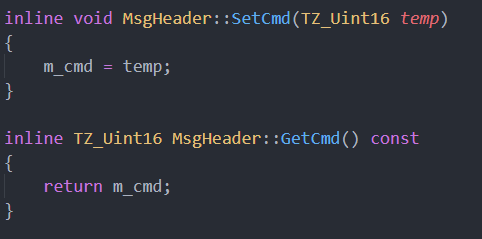 inline void MsgHeader::SetCmd(TZ_Uint16 temp)
{
    m_cmd = temp;
}

inline TZ_Uint16 MsgHeader::GetCmd() const
{
    return m_cmd;
}